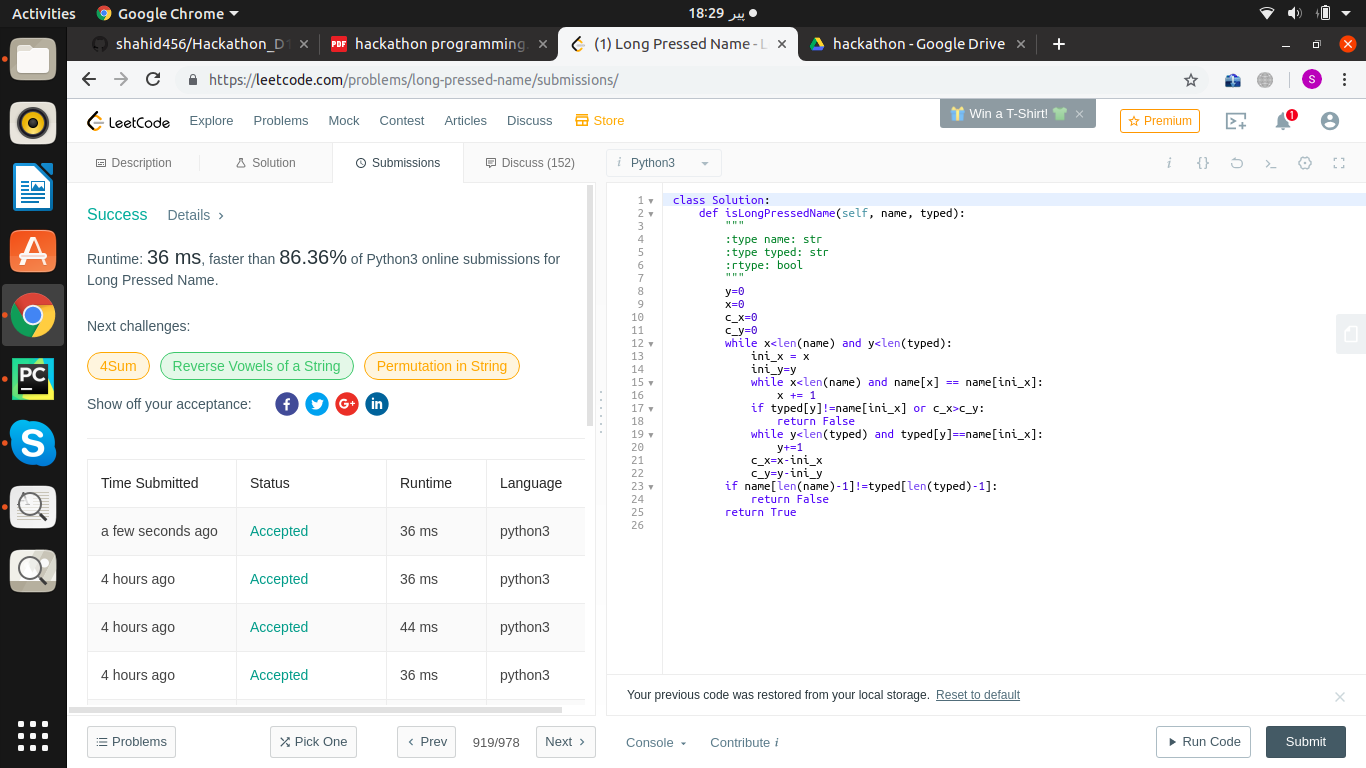 Activities
Google Chrome
پیر 18:29
shahid456/Hackathon_D1
PDF
hackathon programming.
(1) Long Pressed Name - L
hackathon - Google Drive
https://leetcode.com/problems/long-pressed-name/submissions/
S
LeetCode
Explore
Problems
Mock
Contest
Articles
Discuss
Store
Win a T-Shirt!
Premium
1
Description
Solution
Submissions
Discuss (152)
i Python3
i
{}
Success
Details
Runtime: 36 ms, faster than 86.36% of Python3 online submissions for
Long Pressed Name.
Next challenges:
4Sum
Reverse Vowels of a String
Permutation in String
Show off your acceptance:
f
G+
in
Time Submitted Status Runtime Language
a few seconds ago Accepted 36 ms python3
4 hours ago Accepted 36 ms python3
4 hours ago Accepted 44 ms python3
4 hours ago Accepted 36 ms python3
PC
S
1 class Solution:
2     def isLongPressedName(self, name, typed):
3         """
4         :type name: str
5         :type typed: str
6         :rtype: bool
7         """
8         y=0
9         x=0
10         c_x=0
11         c_y=0
12         while x<len(name) and y<len(typed):
13             ini_x = x
14             ini_y=y
15             while x<len(name) and name[x] == name[ini_x]:
16                 x += 1
17             if typed[y]!=name[ini_x] or c_x>c_y:
18                 return False
19             while y<len(typed) and typed[y]==name[ini_x]:
20                 y+=1
21             c_x=x-ini_x
22             c_y=y-ini_y
23         if name[len(name)-1]!=typed[len(typed)-1]:
24             return False
25         return True
26
Your previous code was restored from your local storage. Reset to default
Problems
Pick One
Prev
919/978
Next
Console
Contribute i
Run Code
Submit